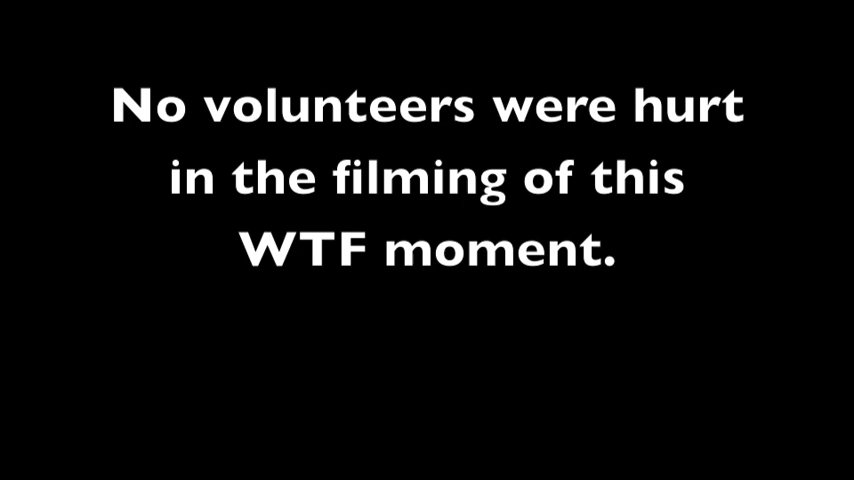 No volunteers were hurt
in the filming of this
WTF moment.